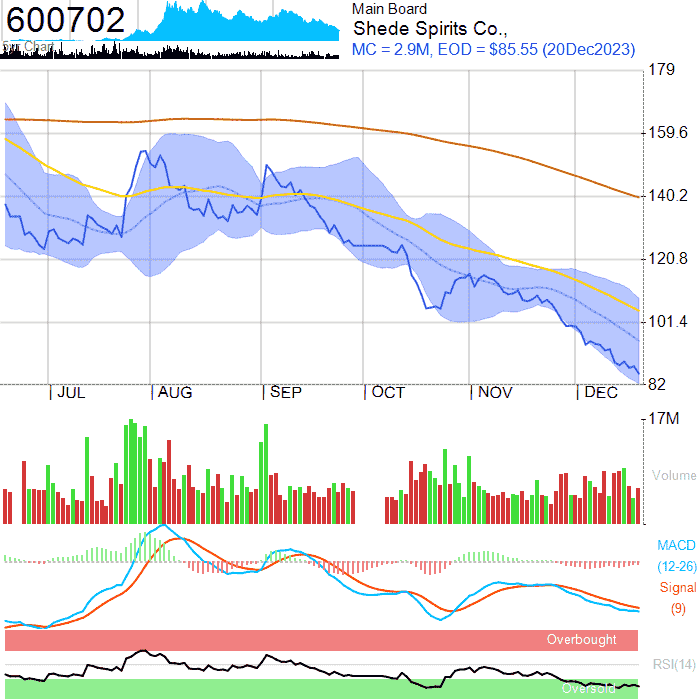 600702
Sun Chart
Main Board
Shede Spirits Co.,
MC = 2.9M, EOD = $85.55 (20Dec2023)
179
159.6
140.2
120.8
101.4
82
JUL AUG SEP OCT NOV DEC
17M
Volume
MACD
(12-26)
Signal
(9)
Overbought
RSI(14)
Oversold